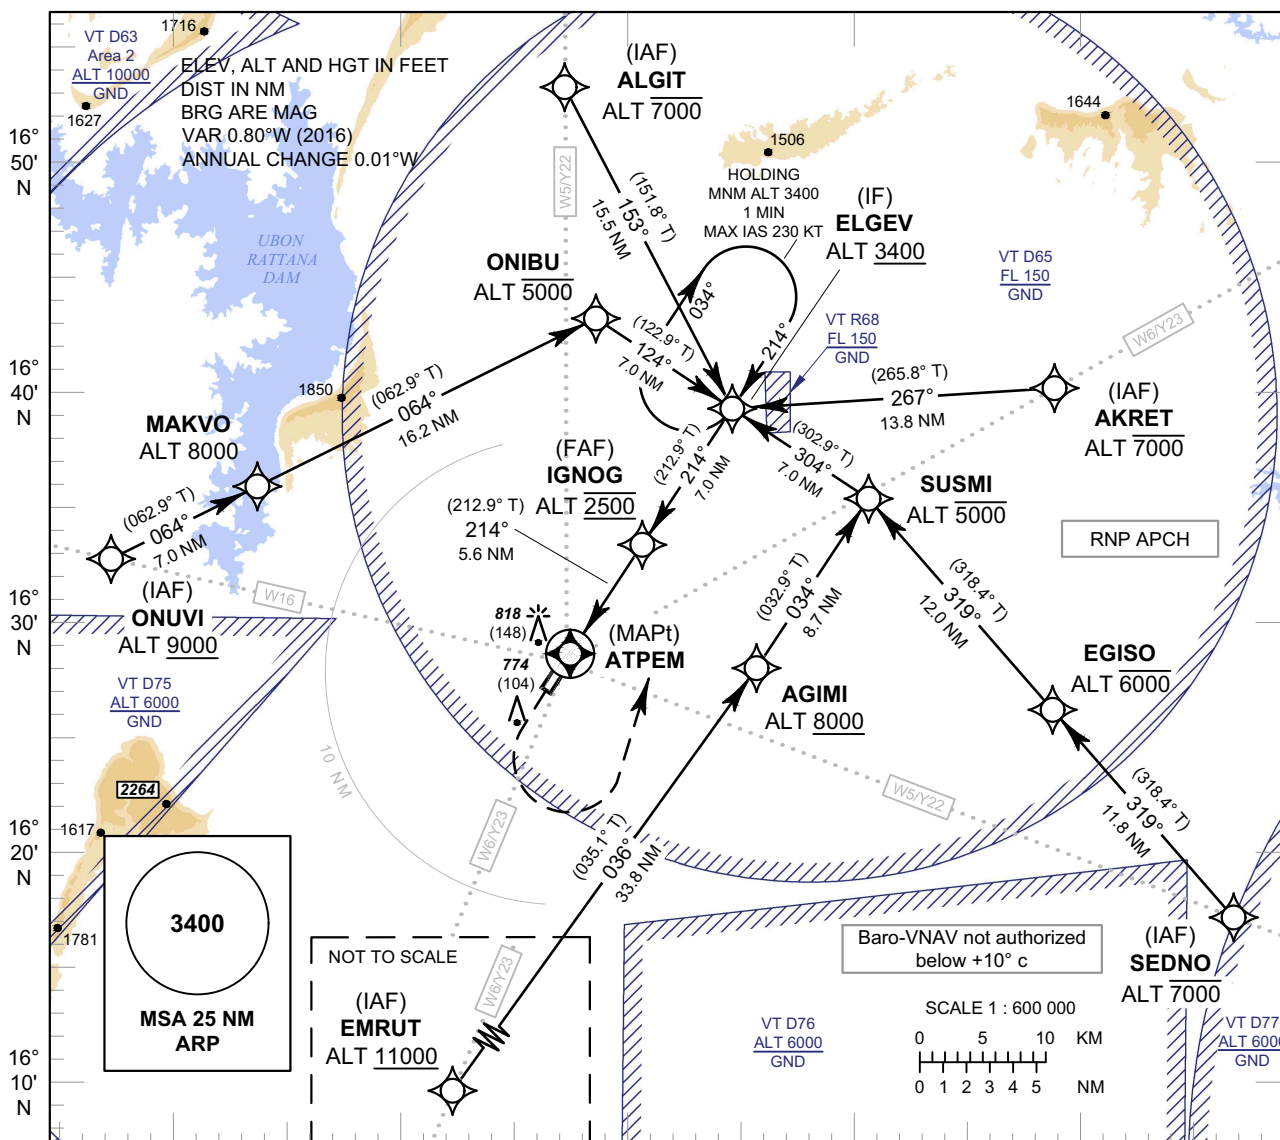 1716
VT D63
Area 2
ALT 10000
GND
1627
ELEV, ALT AND HGT IN FEET
DIST IN NM
BRG ARE MAG
VAR 0.80°W (2016)
ANNUAL CHANGE 0.01°W
(IAF)
ALGIT
ALT 7000
1506
1644
16°
50'
N
W5/Y22
(151.8° T)
153°
15.5 NM
HOLDING
MNM ALT 3400
1 MIN
MAX IAS 230 KT
(IF)
ELGEV
ALT 3400
UBON
RATTANA
DAM
ONIBU
ALT 5000
034°
214°
VT D65
FL 150
GND
VT R68
FL 150
GND
W6/Y23
(122.9° T)
124°
7.0 NM
16°
40'
N
1850
(062.9° T)
064°
16.2 NM
(265.8° T)
267°
13.8 NM
(IAF)
AKRET
ALT 7000
MAKVO
ALT 8000
(FAF)
IGNOG
ALT 2500
(212.9° T)
214°
7.0 NM
(302.9° T)
304°
7.0 NM
SUSMI
ALT 5000
(062.9° T)
064°
7.0 NM
(212.9° T)
214°
5.6 NM
RNP APCH
(IAF)
ONUVI
ALT 9000
W16
16°
30'
N
818
(148)
774
(104)
(MAPt)
ATPEM
(032.9° T)
034°
8.7 NM
(318.4° T)
319°
12.0 NM
EGISO
ALT 6000
AGIMI
ALT 8000
VT D75
ALT 6000
GND
10 NM
2264
1617
W6/Y23
W5/Y22
(318.4° T)
319°
11.8 NM
16°
20'
N
(035.1° T)
036°
33.8 NM
3400
MSA 25 NM
ARP
1781
NOT TO SCALE
W6/Y23
(IAF)
EMRUT
ALT 11000
Baro-VNAV not authorized
below +10° c
(IAF)
SEDNO
ALT 7000
SCALE 1 : 600 000
0 5 10 KM
0 1 2 3 4 5 NM
VT D76
ALT 6000
GND
VT D77
ALT 6000
GND
16°
10'
N